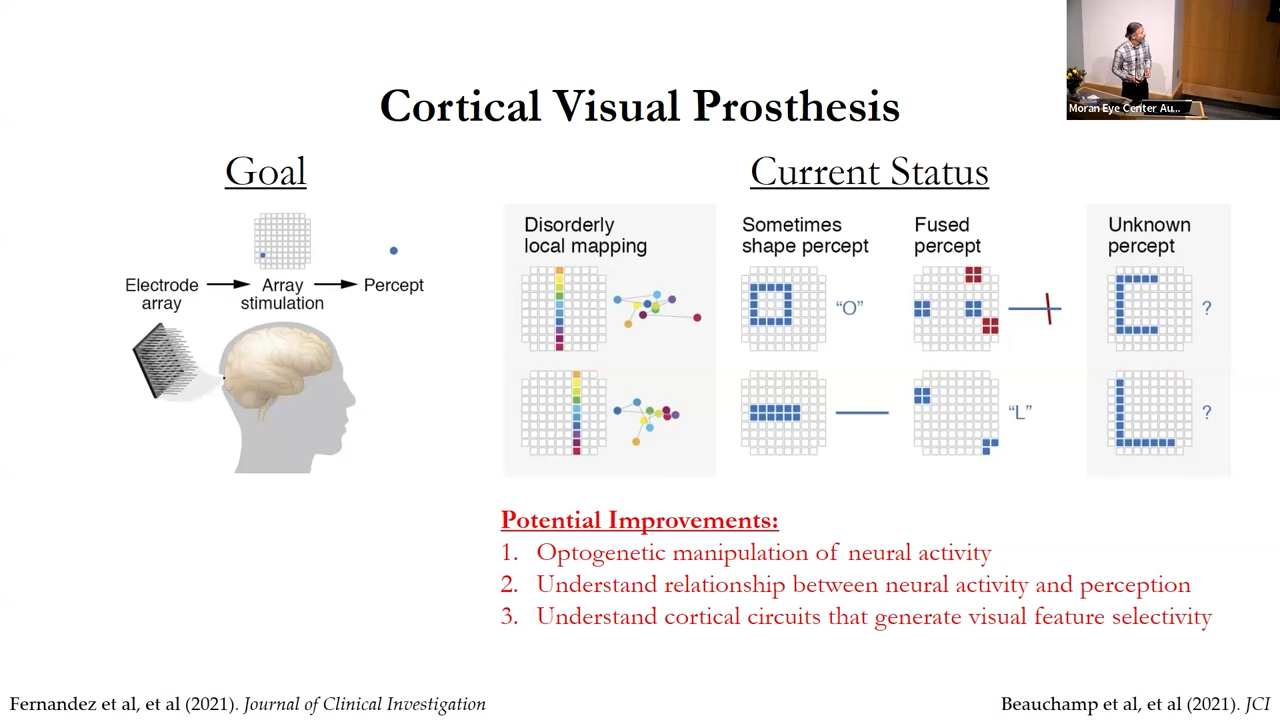 Moran Eye Center Au...
Cortical Visual Prosthesis
Goal
Electrode
array
Array
stimulation
Percept
Current Status
Disorderly
local mapping
Sometimes
shape percept
"O"
Fused
percept
"L"
Unknown
percept
?
?
Potential Improvements:
1. Optogenetic manipulation of neural activity
2. Understand relationship between neural activity and perception
3. Understand cortical circuits that generate visual feature selectivity
Fernandez et al, et al (2021). Journal of Clinical Investigation
Beauchamp et al, et al (2021). JCI